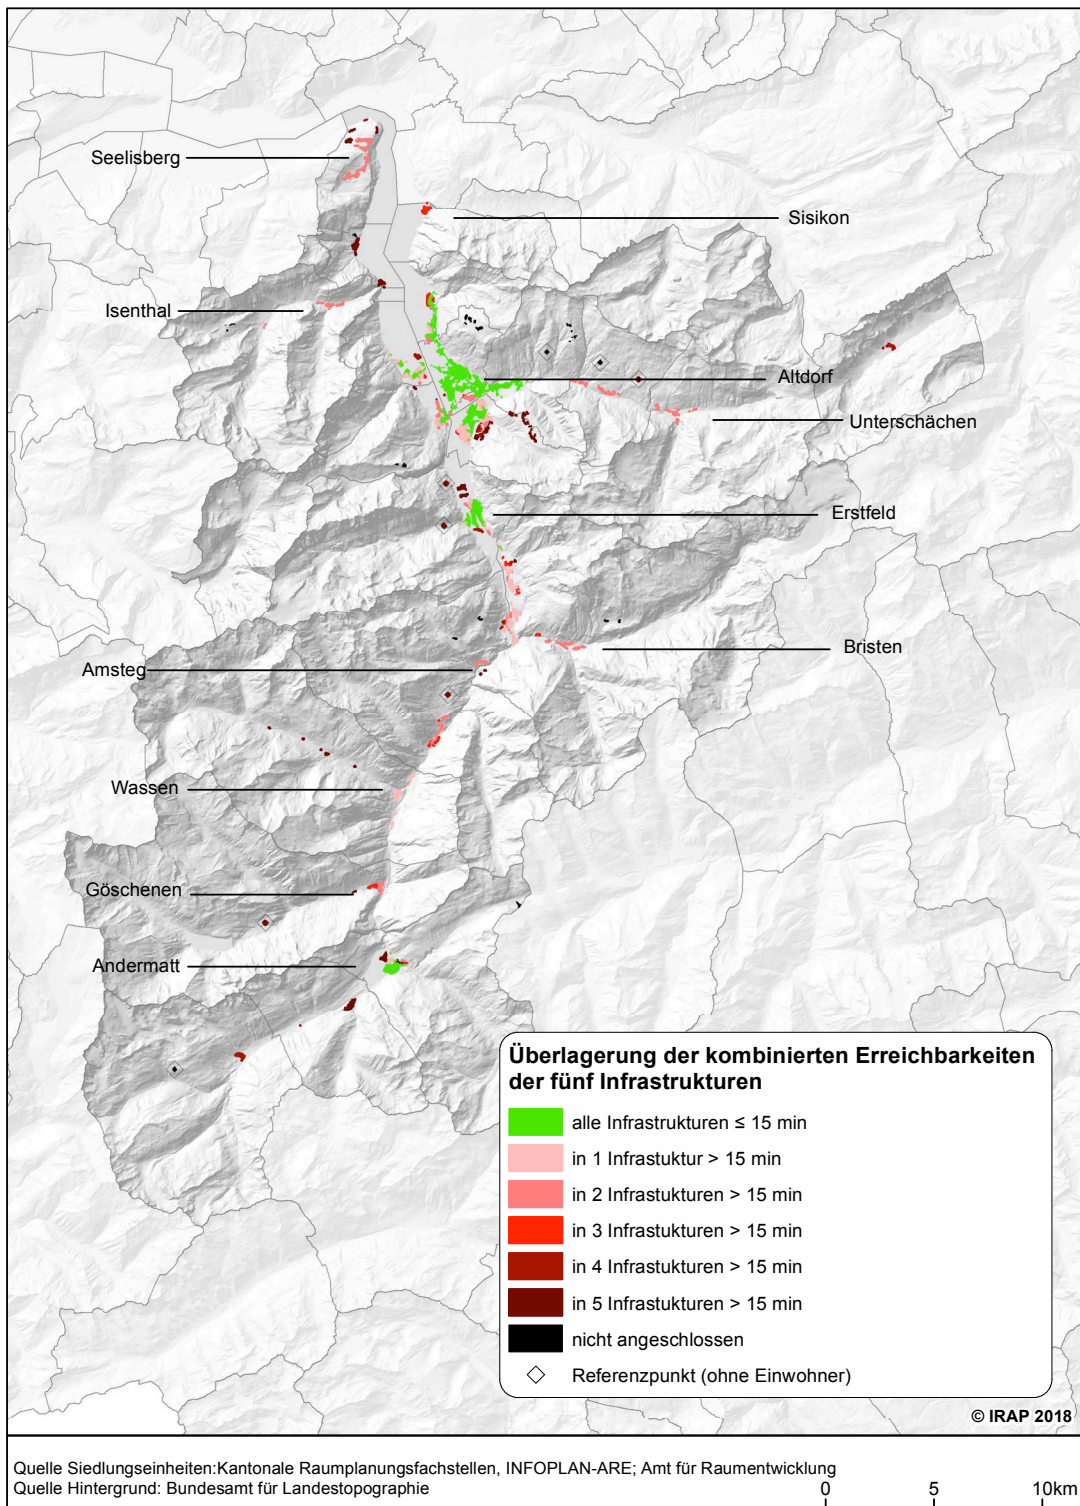 Seelisberg
Sisikon
Isenthal
Altdorf
Unterschächen
Erstfeld
Bristen
Amsteg
Wassen
Göschenen
Andermatt
Überlagerung der kombinierten Erreichbarkeiten
der fünf Infrastrukturen
alle Infrastrukturen ≤ 15 min
in 1 Infrastuktur > 15 min
in 2 Infrastukturen > 15 min
in 3 Infrastukturen > 15 min
in 4 Infrastukturen > 15 min
in 5 Infrastukturen > 15 min
nicht angeschlossen
Referenzpunkt (ohne Einwohner)
© IRAP 2018
Quelle Siedlungseinheiten:Kantonale Raumplanungsfachstellen, INFOPLAN-ARE; Amt für Raumentwicklung
Quelle Hintergrund: Bundesamt für Landestopographie
0 5 10km